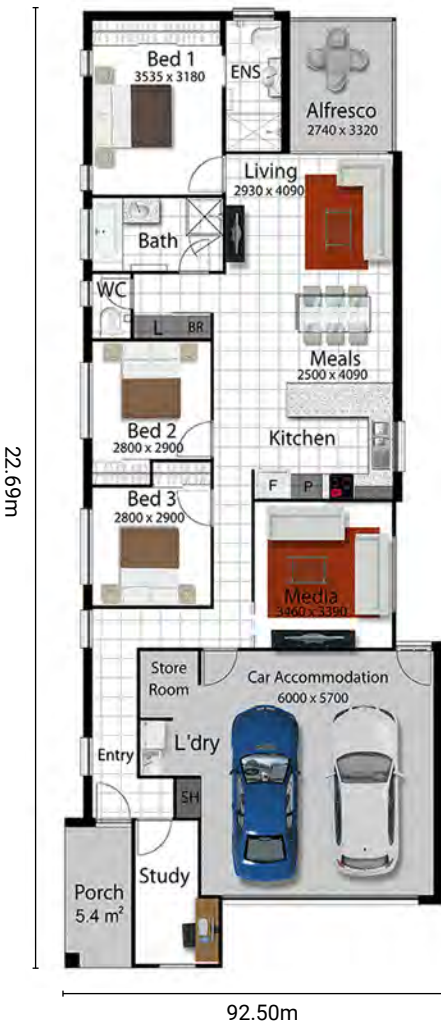 Bed 1
3535 x 3180
ENS
Alfresco
2740 x 3320
Living
2930 x 4090
Bath
WC
L
BR
Meals
2500 x 4090
Bed 2
2800 x 2900
Kitchen
F
P
Bed 3
2800 x 2900
Media
3460 x 3390
22.69m
Store
Room
Car Accommodation
6000 x 5700
L'dry
Entry
SH
Study
Porch
5.4 m²
92.50m